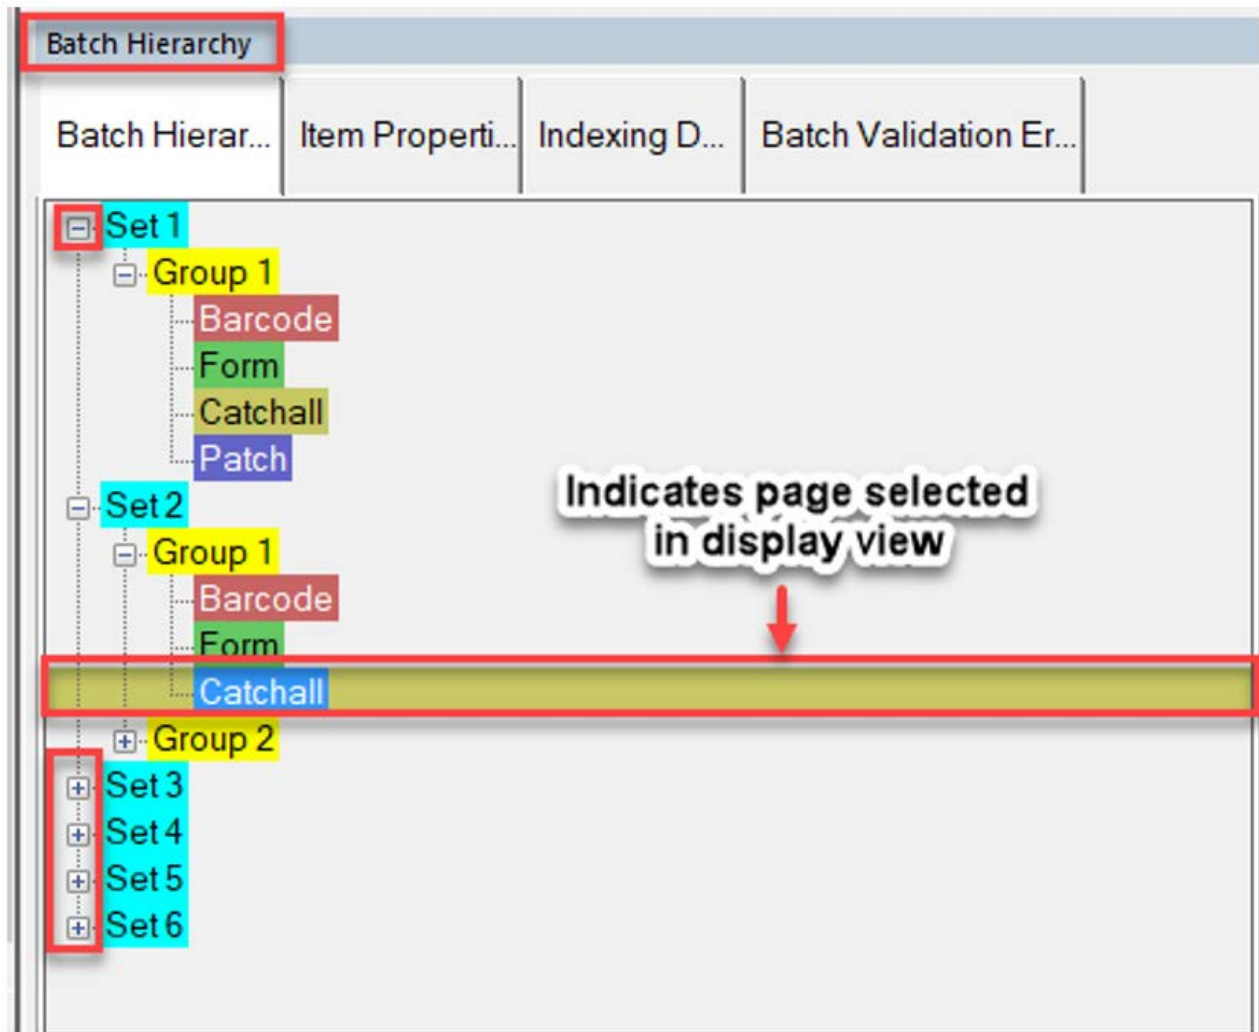 Batch Hierarchy
Batch Hierar... Item Properti... Indexing D... Batch Validation Er...
Set 1
Group 1
Barcode
Form
Catchall
Patch
Set 2
Group 1
Barcode
Form
Catchall
Group 2
Set 3
Set 4
Set 5
Set 6
Indicates page selected
in display view